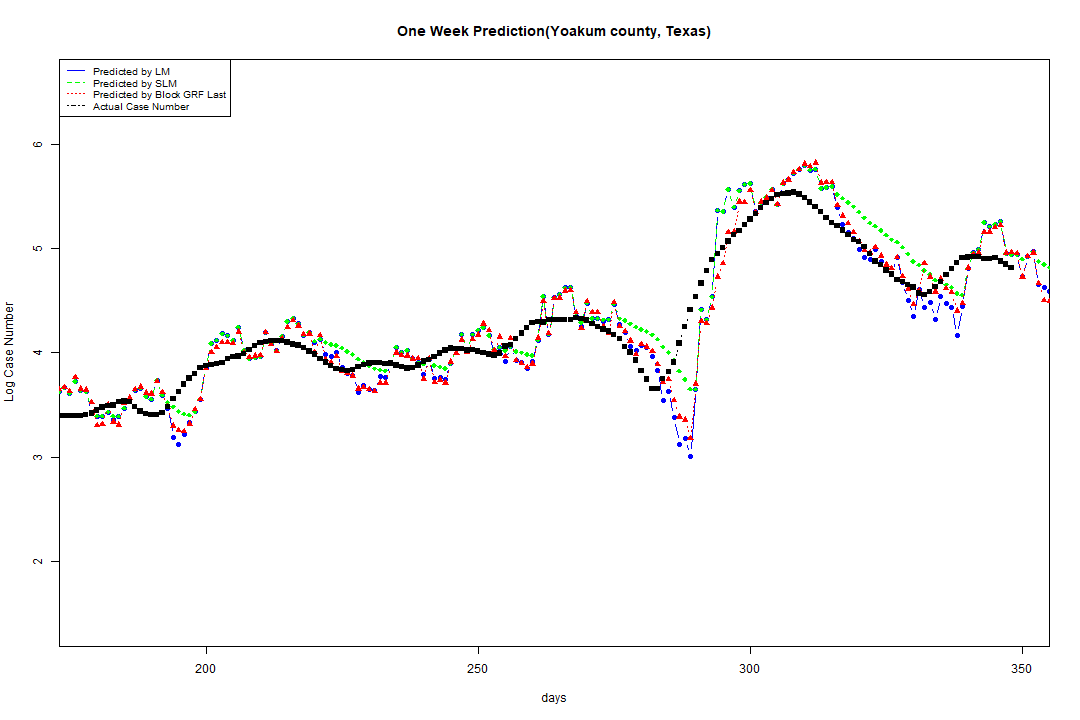 One Week Prediction(Yoakum county, Texas)
Predicted by LM
Predicted by SLM
Predicted by Block GRF Last
Actual Case Number
Log Case Number
6
5
4
3
2
200 250 300 350
days